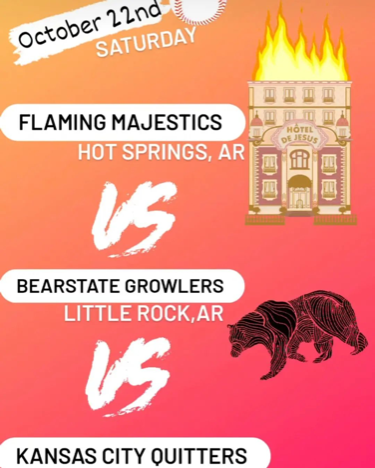 October 22nd
SATURDAY
FLAMING MAJESTICS
HOT SPRINGS, AR
HÔTEL
DE JESUS
VS
BEARSTATE GROWLERS
LITTLE ROCK,AR
VS
KANSAS CITY QUITTERS